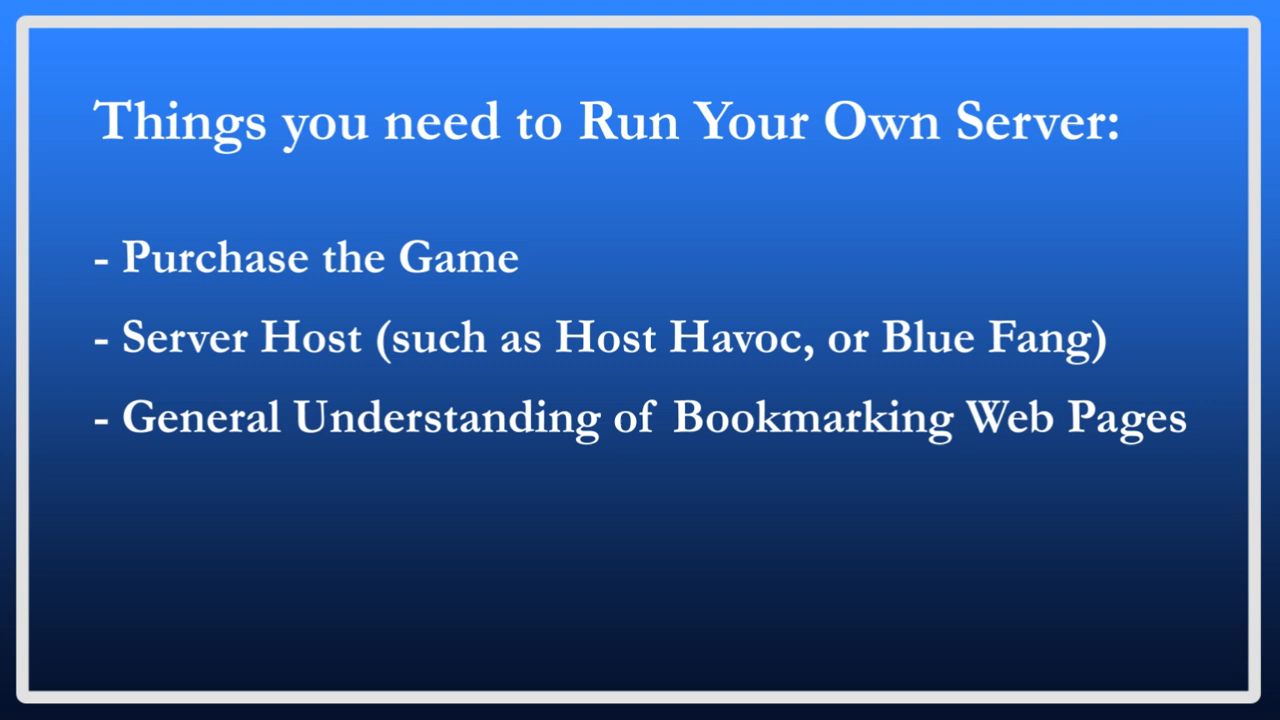 Things you need to Run Your Own Server:
- Purchase the Game
- Server Host (such as Host Havoc, or Blue Fang)
- General Understanding of Bookmarking Web Pages